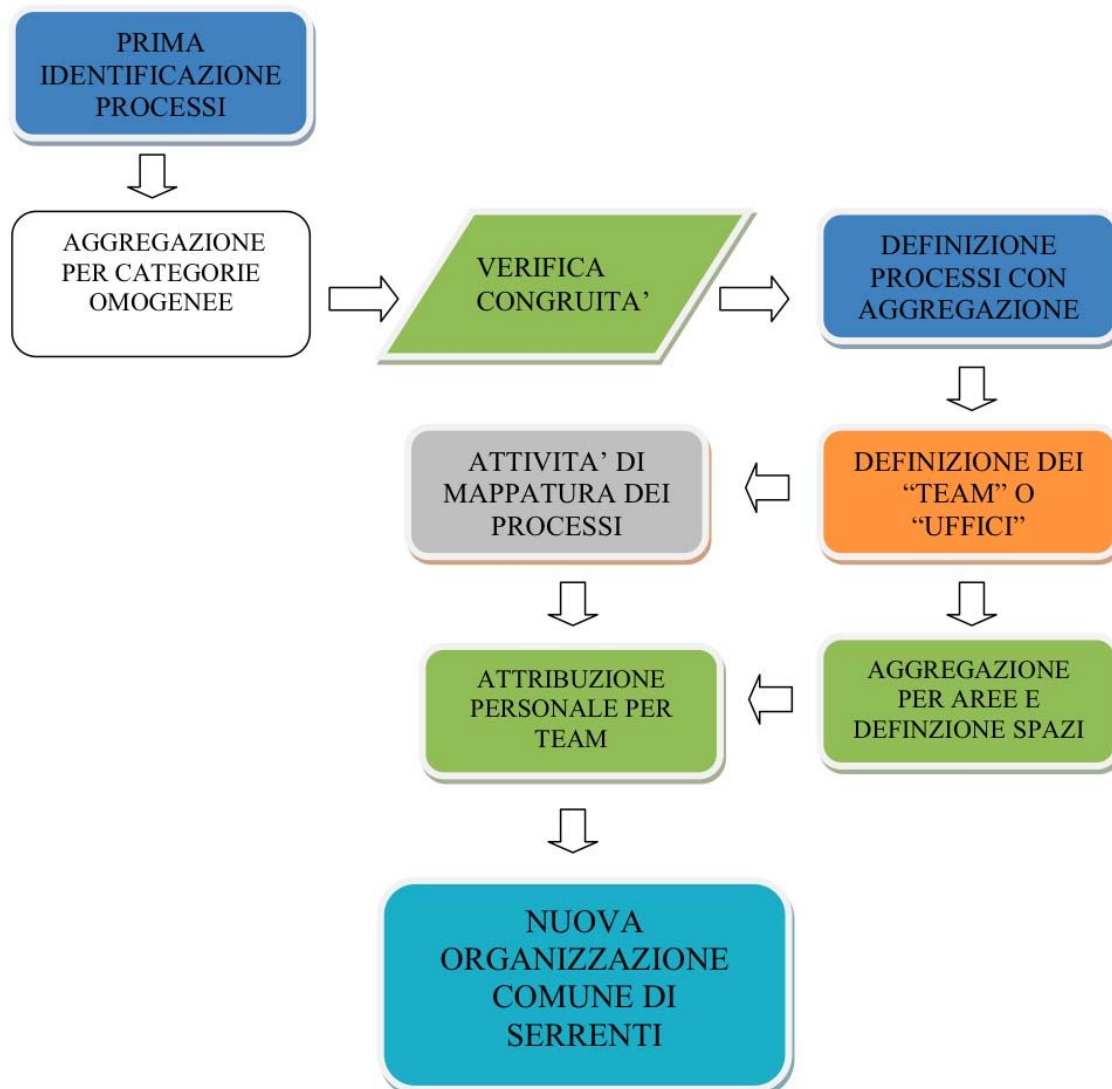 PRIMA
IDENTIFICAZIONE
PROCESSI
AGGREGAZIONE
PER CATEGORIE
OMOGENEE
VERIFICA
CONGRUITA’
DEFINIZIONE
PROCESSI CON
AGGREGAZIONE
ATTIVITA’ DI
MAPPATURA DEI
PROCESSI
DEFINIZIONE DEI
“TEAM” O
“UFFICI”
ATTRIBUZIONE
PERSONALE PER
TEAM
AGGREGAZIONE
PER AREE E
DEFINZIONE SPAZI
NUOVA
ORGANIZZAZIONE
COMUNE DI
SERRENTI